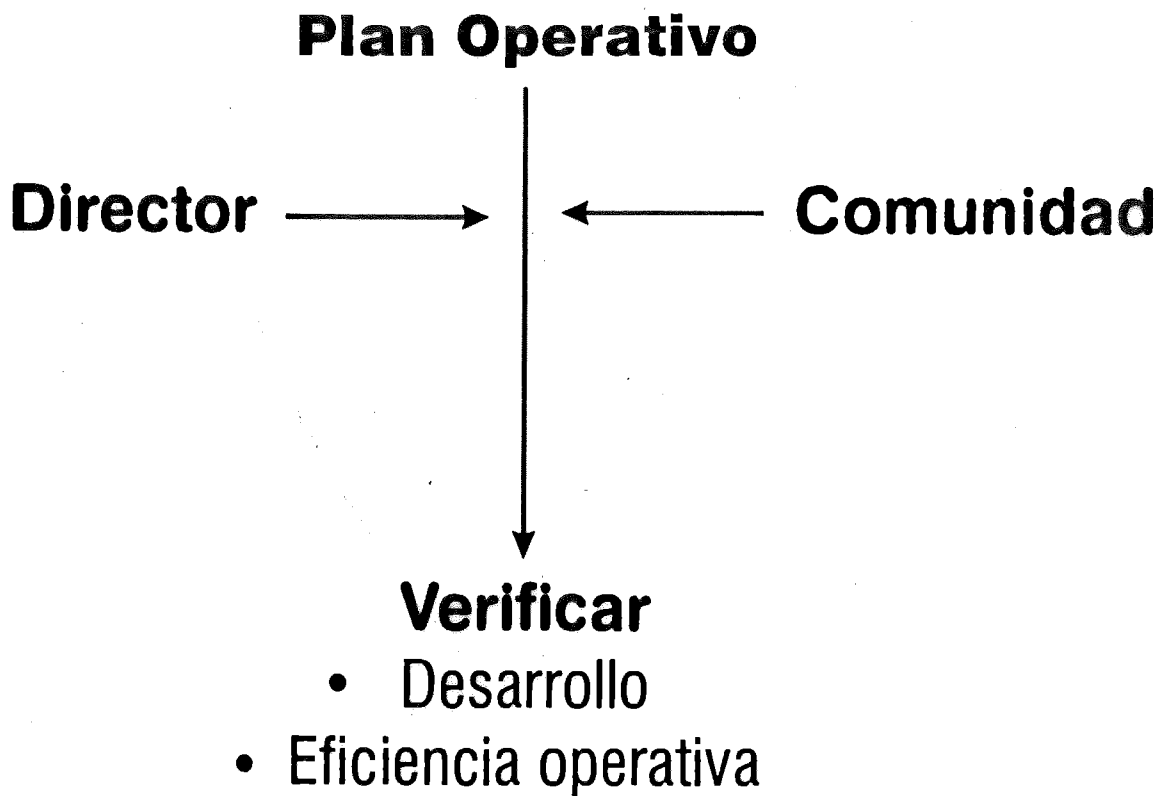 Plan Operativo
Director
Comunidad
Verificar
• Desarrollo
• Eficiencia operativa